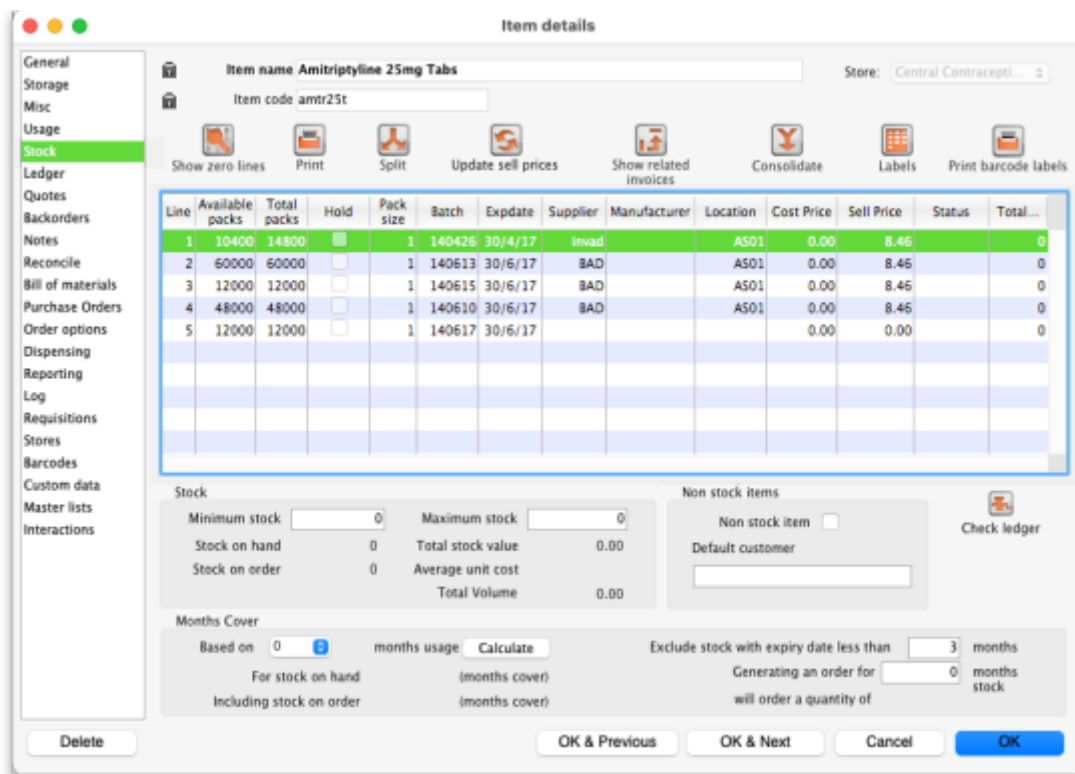 Item details
General
Storage
Misc
Usage
Stock
Ledger
Quotes
Backorders
Notes
Reconcile
Bill of materials
Purchase Orders
Order options
Dispensing
Reporting
Log
Requisitions
Stores
Barcodes
Custom data
Master lists
Interactions
Item name Amitriptyline 25mg Tabs
Store: Central Contracepti...
Item code amtr25t
Show zero lines Print Split Update sell prices Show related invoices Consolidate Labels Print barcode labels
Line Available packs Total packs Hold Pack size Batch Expdate Supplier Manufacturer Location Cost Price Sell Price Status Total...
1 10400 14800 1 140426 30/4/17 Invad AS01 0.00 8.46 0
2 60000 60000 1 140613 30/6/17 BAD AS01 0.00 8.46 0
3 12000 12000 1 140615 30/6/17 BAD AS01 0.00 8.46 0
4 48000 48000 1 140610 30/6/17 BAD AS01 0.00 8.46 0
5 12000 12000 1 140617 30/6/17 0.00 0.00 0
Stock
Minimum stock 0 Maximum stock 0
Stock on hand 0 Total stock value 0.00
Stock on order 0 Average unit cost
Total Volume 0.00
Non stock items
Non stock item
Default customer
Check ledger
Months Cover
Based on 0 months usage Calculate
For stock on hand (months cover)
Including stock on order (months cover)
Exclude stock with expiry date less than 3 months
Generating an order for 0 months stock
will order a quantity of
Delete OK & Previous OK & Next Cancel OK